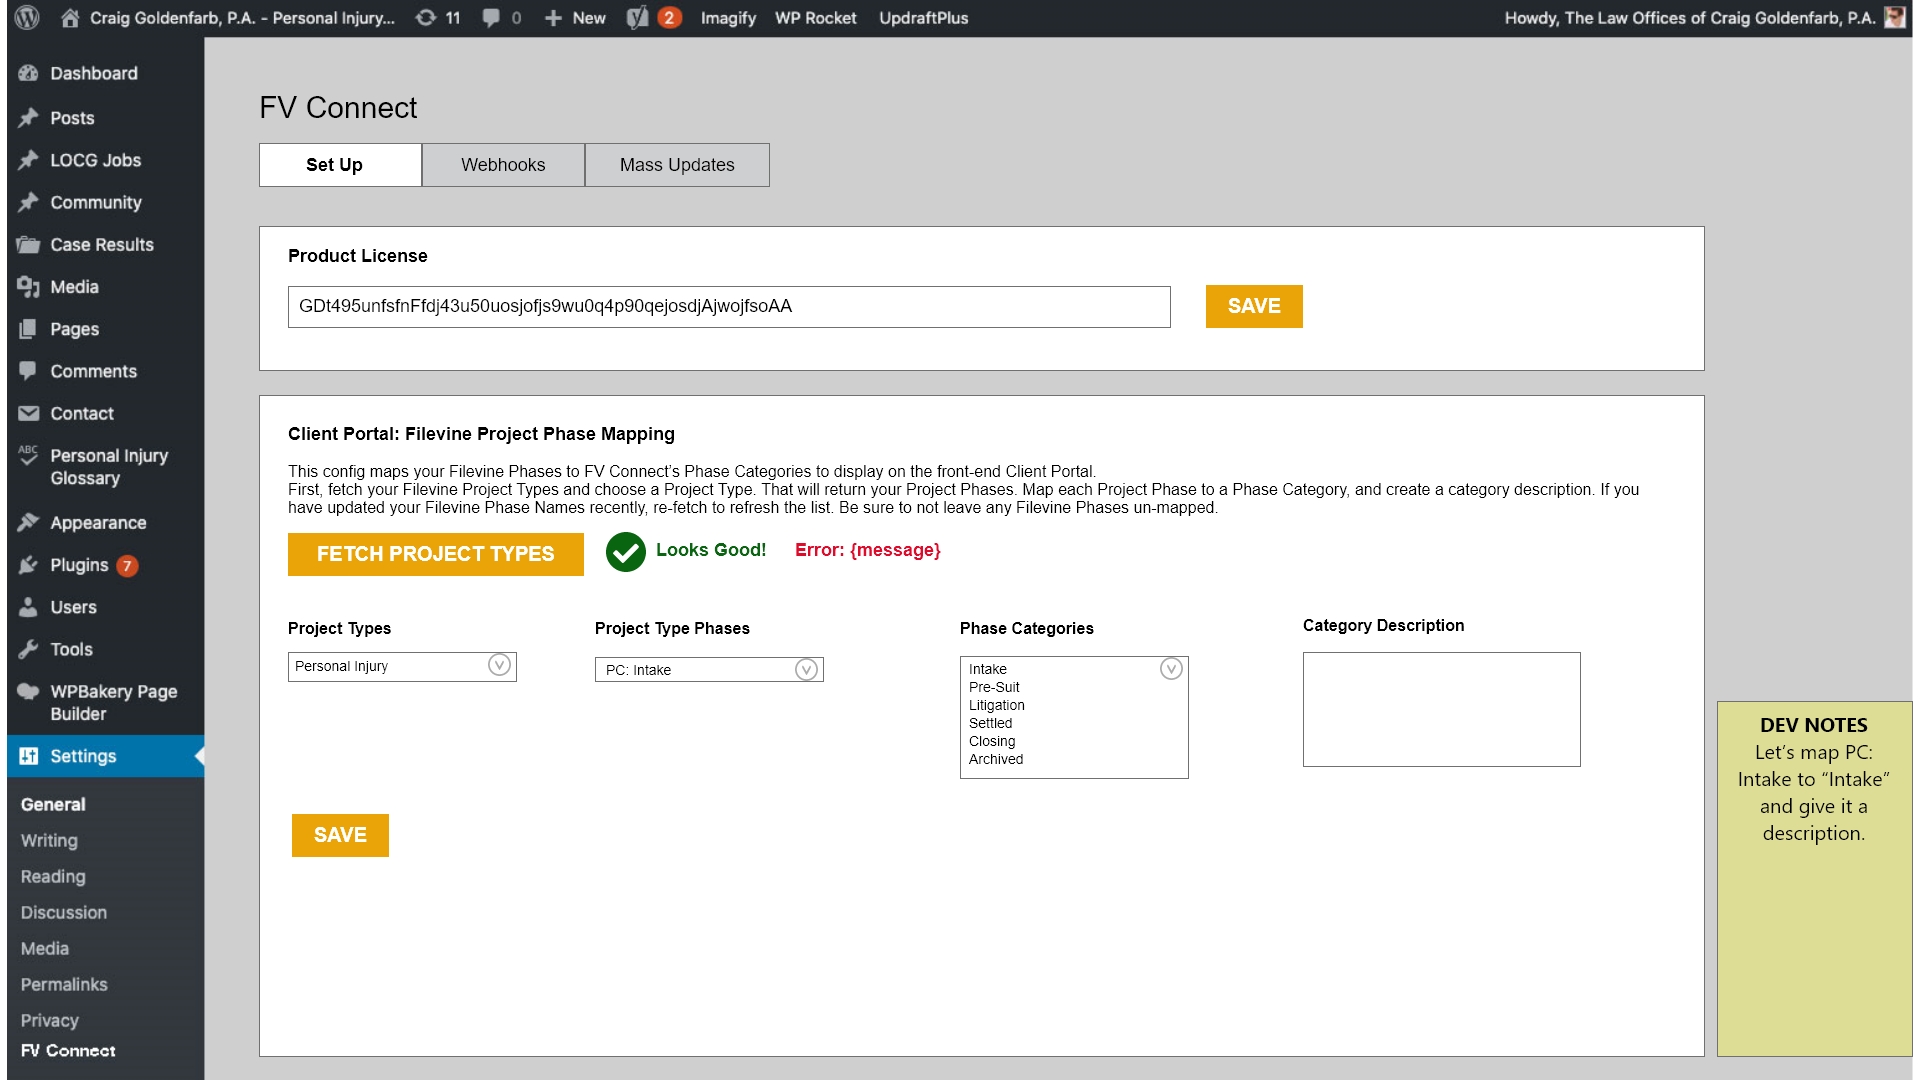 Craig Goldenfarb, P.A. - Personal Injury... 11 0 New 2 Imagify WP Rocket UpdraftPlus Howdy, The Law Offices of Craig Goldenfarb, P.A.
Dashboard
Posts
LOCG Jobs
Community
Case Results
Media
Pages
Comments
Contact
ABC
Personal Injury
Glossary
Appearance
Plugins 7
Users
Tools
WPBakery Page
Builder
Settings
General
Writing
Reading
Discussion
Media
Permalinks
Privacy
FV Connect
FV Connect
Set Up Webhooks Mass Updates
Product License
GDt495unfsfnFfdj43u50uosjofjs9wu0q4p90qejosdjAjwojfsoAA SAVE
Client Portal: Filevine Project Phase Mapping
This config maps your Filevine Phases to FV Connect's Phase Categories to display on the front-end Client Portal.
First, fetch your Filevine Project Types and choose a Project Type. That will return your Project Phases. Map each Project Phase to a Phase Category, and create a category description. If you
have updated your Filevine Phase Names recently, re-fetch to refresh the list. Be sure to not leave any Filevine Phases un-mapped.
FETCH PROJECT TYPES Looks Good! Error: {message}
Project Types Project Type Phases Phase Categories Category Description
Personal Injury PC: Intake Intake
Pre-Suit
Litigation
Settled
Closing
Archived
SAVE
DEV NOTES
Let's map PC:
Intake to “Intake”
and give it a
description.